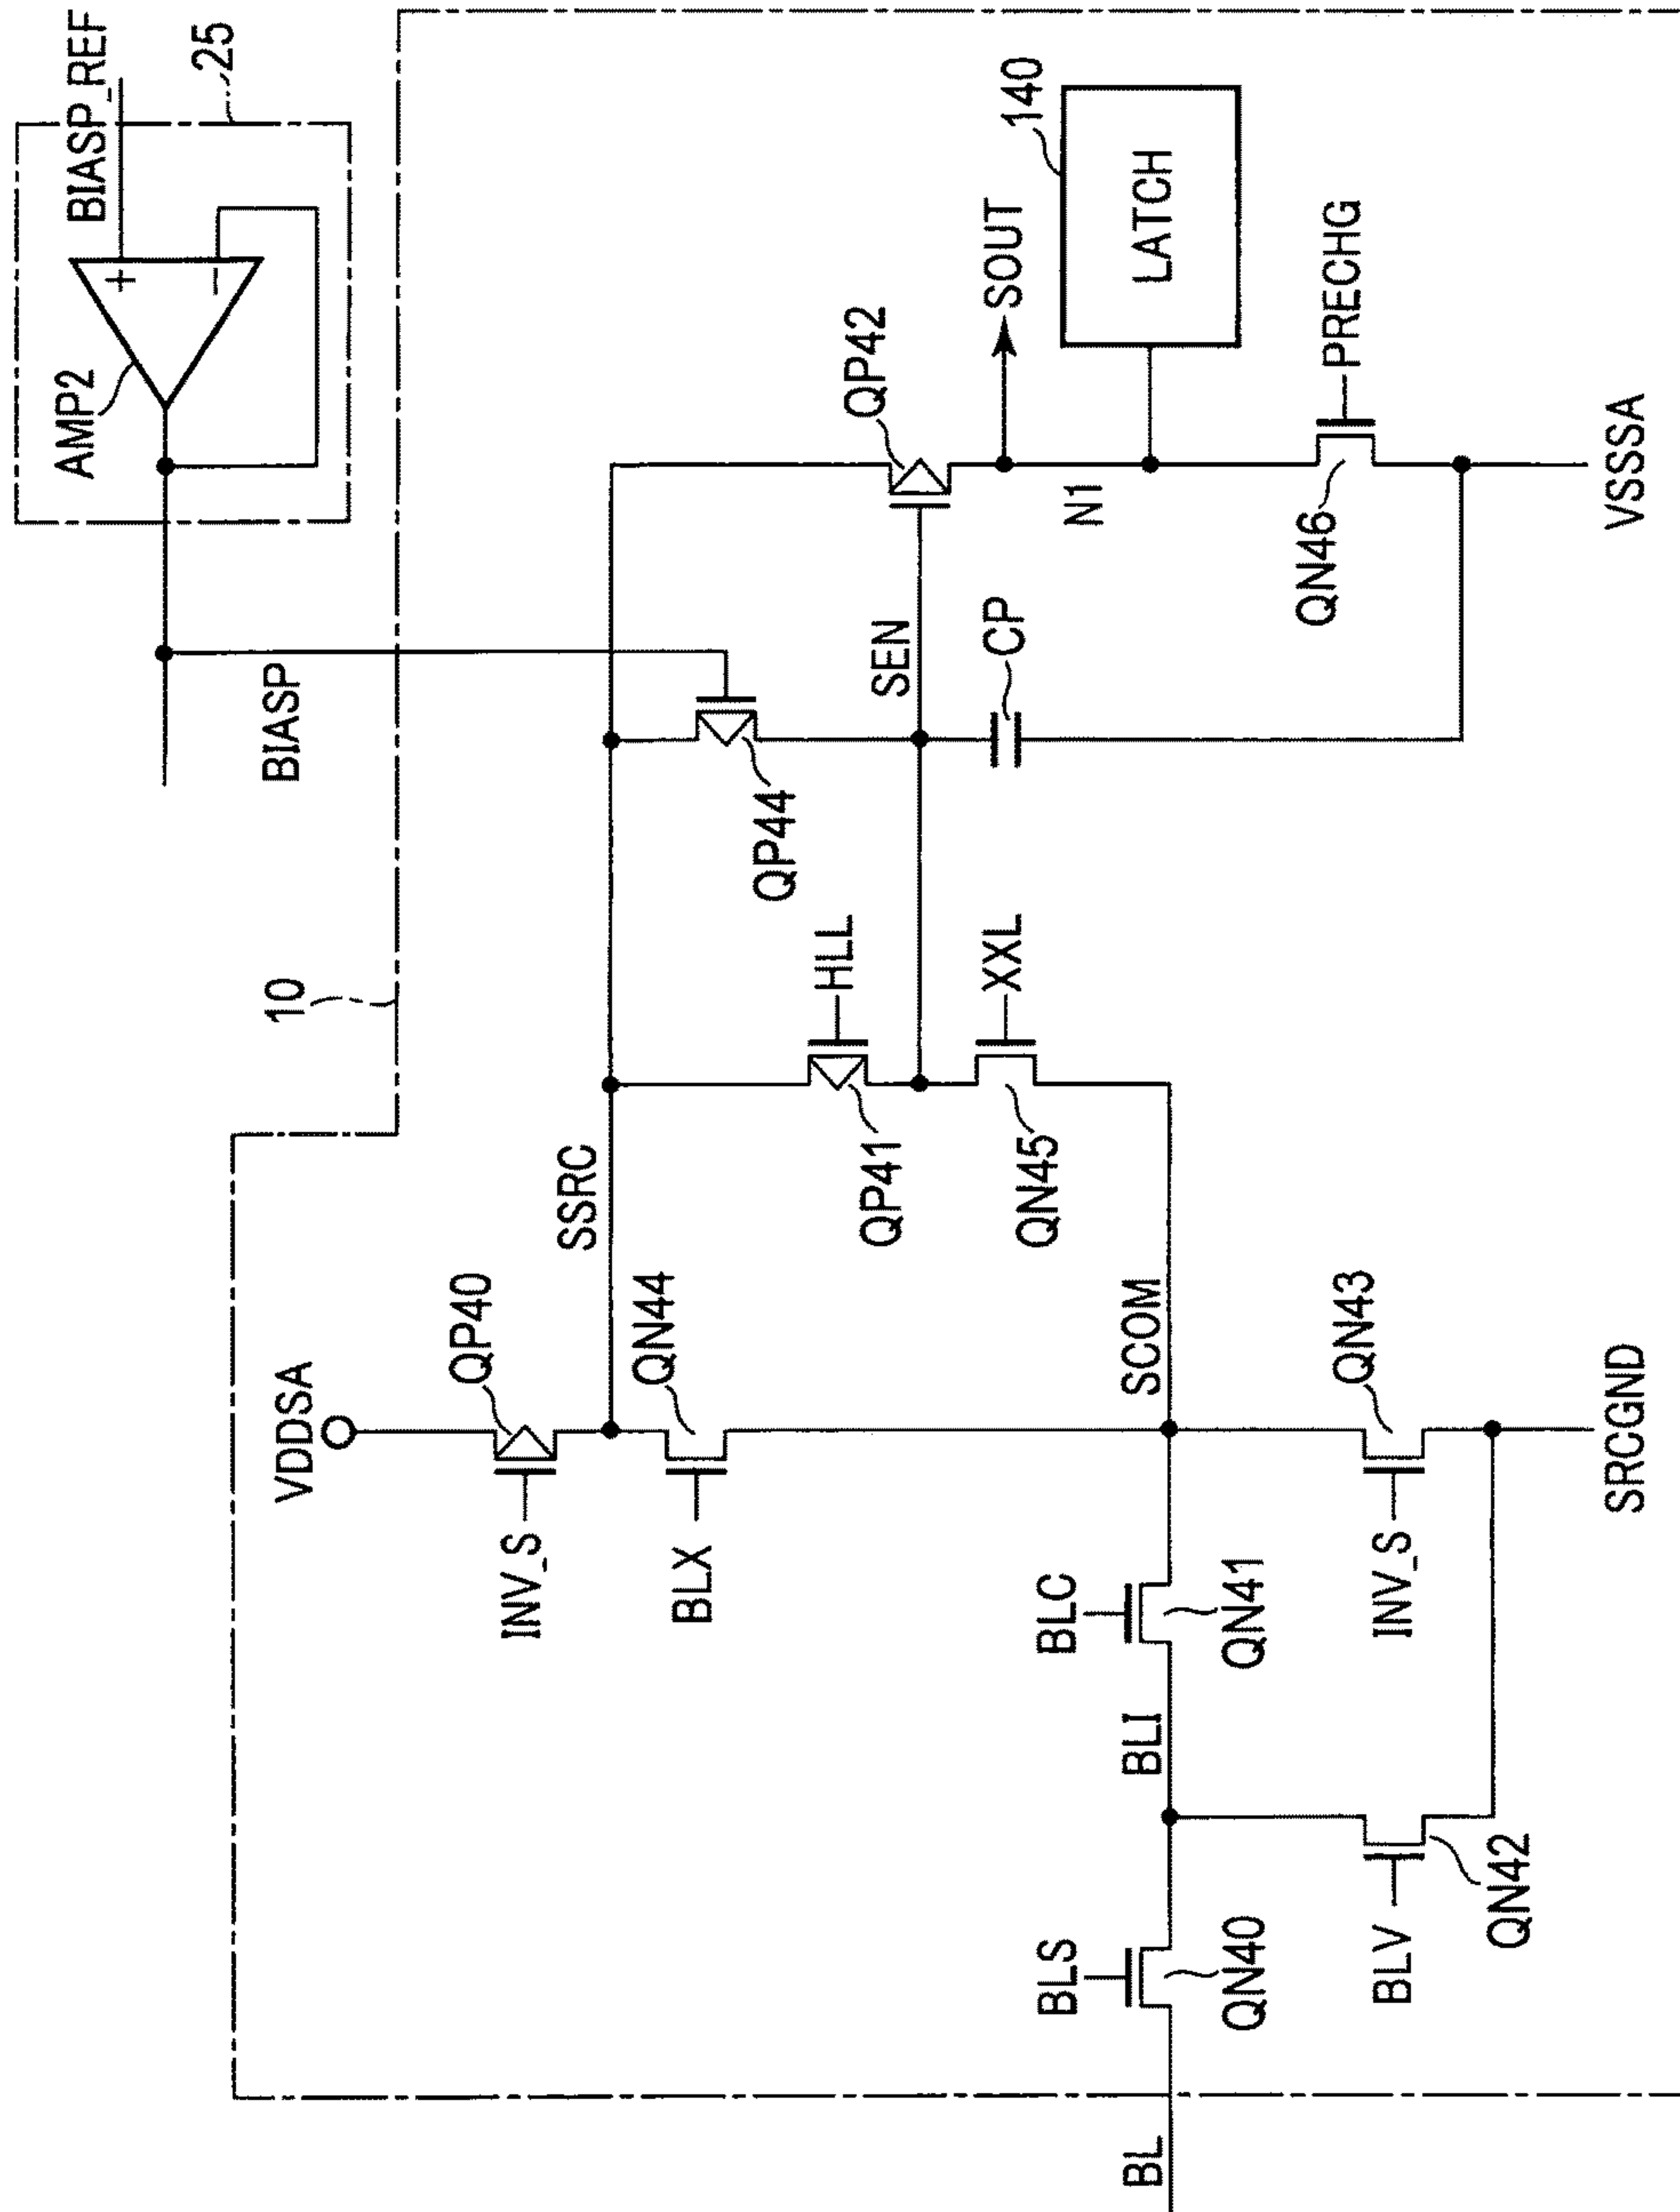 BIASP_REF
25
AMP2
BIASP
10
140
SOUT
LATCH
QP42
N1
PRECHG
QN46
VSSSA
SEN
CP
QP44
HLL
XXL
QP41
QN45
SSRC
VDDSA
QP40
INV_S
QN44
BLX
SCOM
QN43
INV_S
SRCGND
BLC
QN41
BLI
BLS
QN40
BLV
QN42
BL
+
−